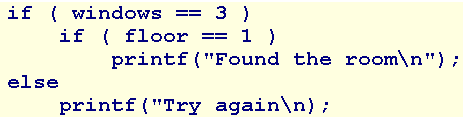 if ( windows == 3 )
    if ( floor == 1 )
        printf("Found the room\n");
else
    printf("Try again\n);